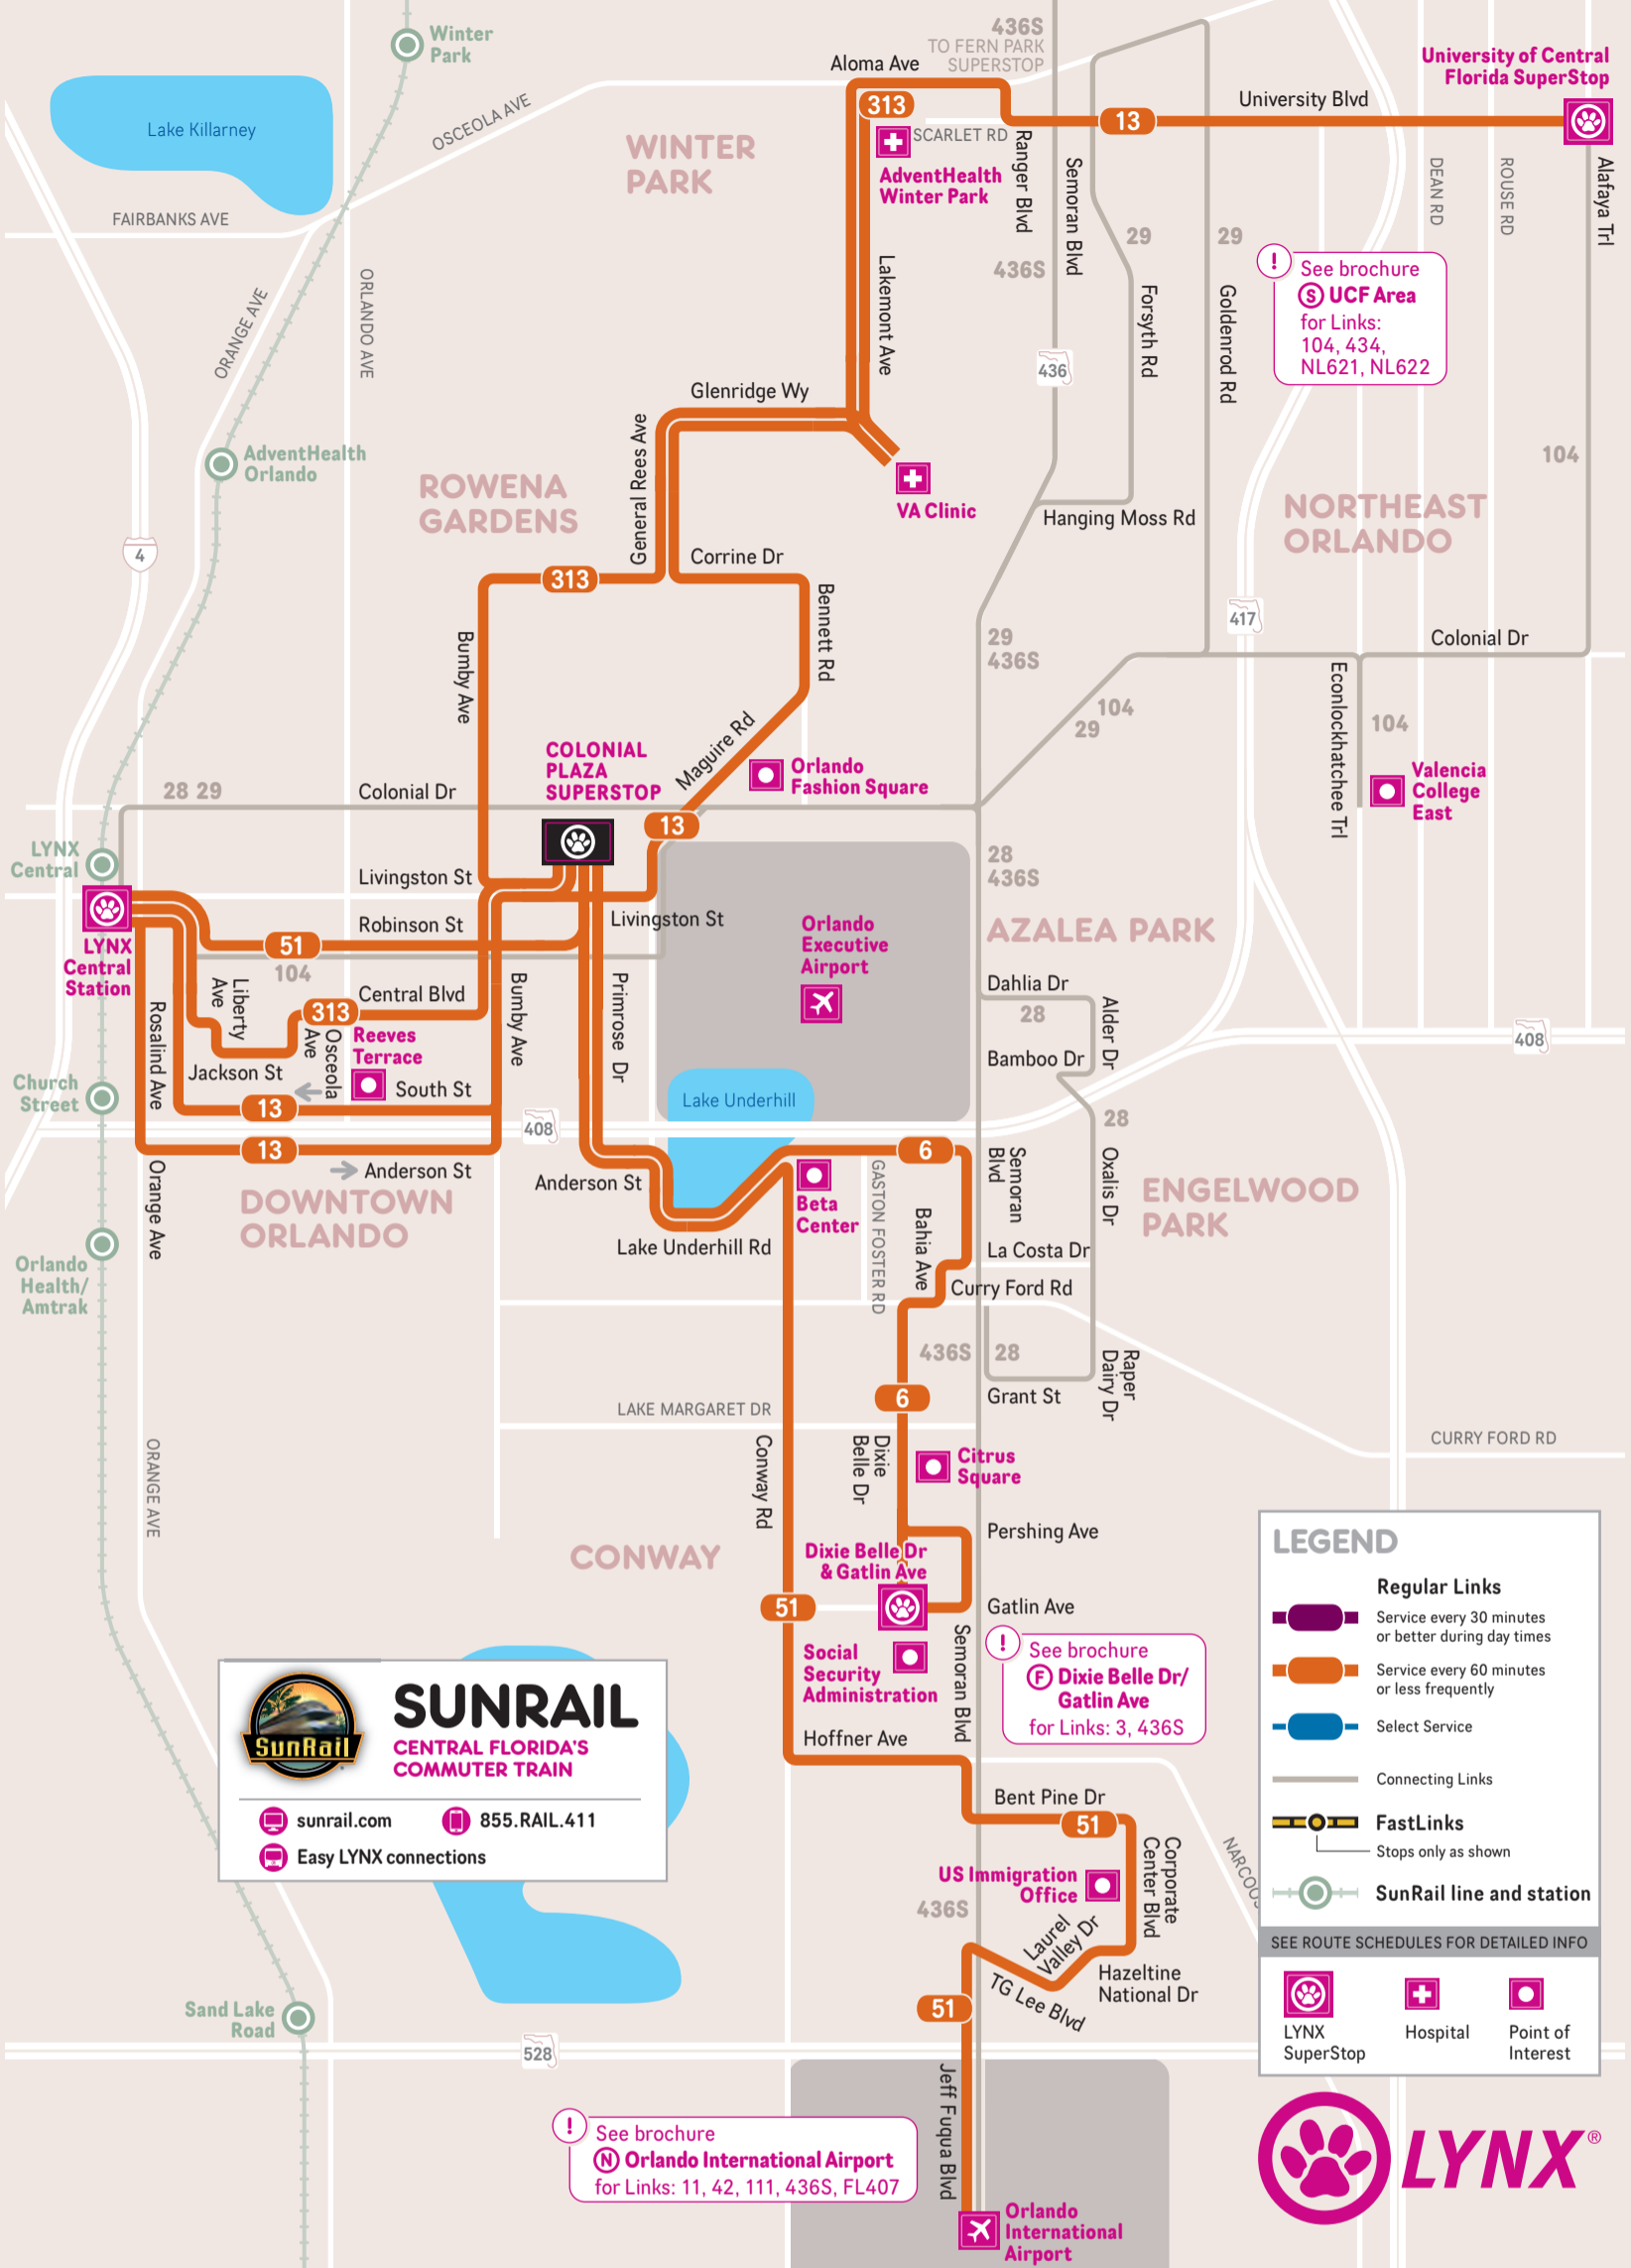 Winter
Park
436S
TO FERN PARK
SUPERSTOP
Aloma Ave
University of Central
Florida SuperStop
University Blvd
313
13
Lake Killarney
OSCEOLA AVE
WINTER
PARK
SCARLET RD
AdventHealth
Winter Park
Ranger Blvd
Semoran Blvd
DEAN RD
ROUSE RD
Alafaya Trl
FAIRBANKS AVE
29
29
436S
ORANGE AVE
ORLANDO AVE
Lakemont Ave
Forsyth Rd
Goldenrod Rd
!
See brochure
S UCF Area
for Links:
104, 434,
NL621, NL622
436
Glenridge Wy
General Rees Ave
AdventHealth
Orlando
104
ROWENA
GARDENS
VA Clinic
Hanging Moss Rd
NORTHEAST
ORLANDO
4
Corrine Dr
313
Bennett Rd
Bumby Ave
417
29
436S
Colonial Dr
Econlockhatchee Trl
104
29
104
Maguire Rd
COLONIAL
PLAZA
SUPERSTOP
Orlando
Fashion Square
Valencia
College
East
28 29
Colonial Dr
13
LYNX
Central
28
436S
Livingston St
LYNX
Central
Station
Robinson St
Livingston St
51
104
Orlando
Executive
Airport
AZALEA PARK
Liberty
Ave
Central Blvd
313
Bumby Ave
Primrose Dr
Dahlia Dr
28
Alder Dr
Rosalind Ave
Osceola
Ave
Reeves
Terrace
408
Bamboo Dr
Jackson St
South St
Church
Street
13
Lake Underhill
28
408
13
6
Anderson St
Orange Ave
DOWNTOWN
ORLANDO
Anderson St
Beta
Center
GASTON FOSTER RD
Bahia Ave
Semoran
Blvd
Oxalis Dr
ENGELWOOD
PARK
Orlando
Health/
Amtrak
Lake Underhill Rd
La Costa Dr
Curry Ford Rd
436S
28
Raper
Dairy Dr
Grant St
6
LAKE MARGARET DR
ORANGE AVE
Conway Rd
Dixie
Belle Dr
Citrus
Square
CURRY FORD RD
Pershing Ave
CONWAY
Dixie Belle Dr
& Gatlin Ave
51
Gatlin Ave
Social
Security
Administration
Semoran Blvd
!
See brochure
F Dixie Belle Dr/
Gatlin Ave
for Links: 3, 436S
Hoffner Ave
Bent Pine Dr
51
Corporate
Center Blvd
US Immigration
Office
436S
Laurel
Valley Dr
Hazeltine
National Dr
TG Lee Blvd
51
SunRail
SUNRAIL
CENTRAL FLORIDA'S
COMMUTER TRAIN
sunrail.com
855.RAIL.411
Easy LYNX connections
Sand Lake
Road
528
Jeff Fuqua Blvd
!
See brochure
N Orlando International Airport
for Links: 11, 42, 111, 436S, FL407
Orlando
International
Airport
LEGEND
Regular Links
Service every 30 minutes
or better during day times
Service every 60 minutes
or less frequently
Select Service
Connecting Links
FastLinks
Stops only as shown
SunRail line and station
SEE ROUTE SCHEDULES FOR DETAILED INFO
LYNX
SuperStop
Hospital
Point of
Interest
LYNX®